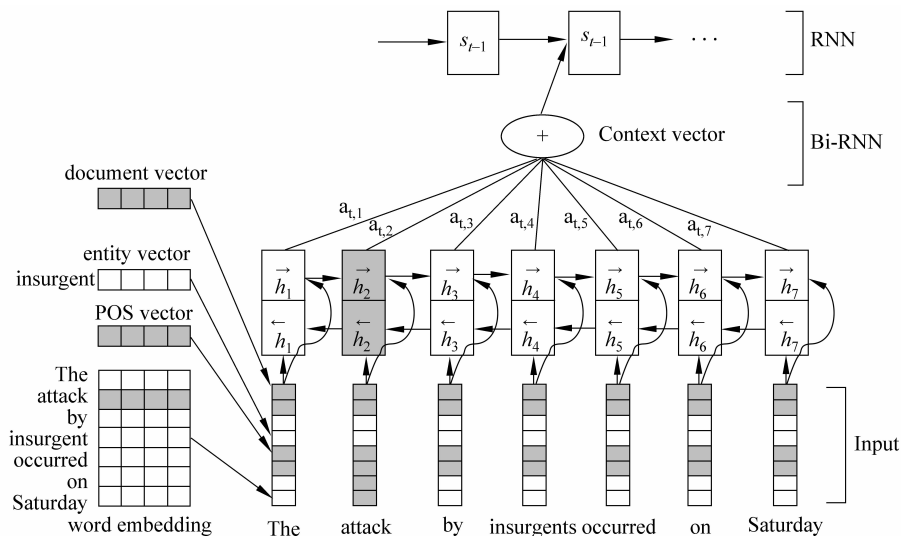 s_{t-1} s_{t-1} ··· RNN
+ Context vector Bi-RNN
document vector
a_{t,1} a_{t,2} a_{t,3} a_{t,4} a_{t,5} a_{t,6} a_{t,7}
entity vector
insurgent
POS vector
→h_1 →h_2 →h_3 →h_4 →h_5 →h_6 →h_7
←h_1 ←h_2 ←h_3 ←h_4 ←h_5 ←h_6 ←h_7
The
attack
by
insurgent
occurred
on
Saturday
word embedding
Input
The attack by insurgents occurred on Saturday